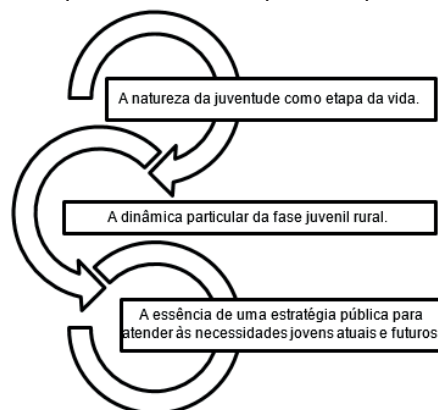 A natureza da juventude como etapa da vida.
A dinâmica particular da fase juvenil rural.
A essência de uma estratégia pública para
atender às necessidades jovens atuais e futuros